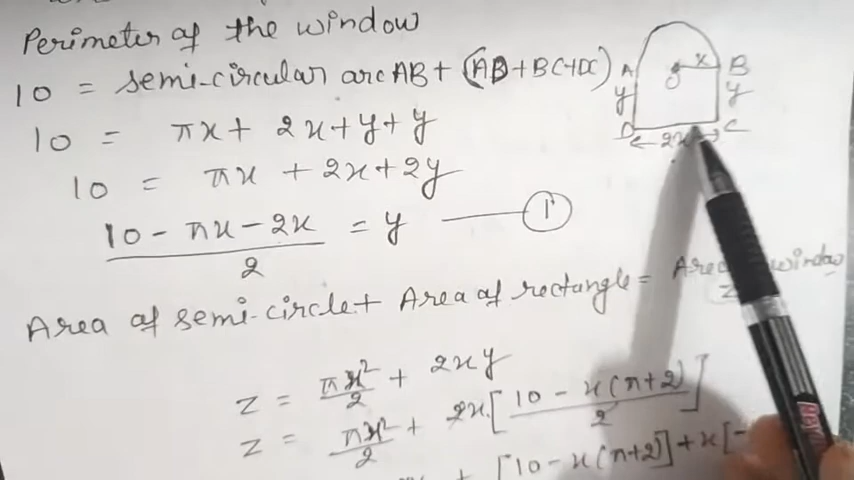 Perimeter of the window
10 = semi-circular arc AB + (AD + BC + DC)
10 = πx + 2x + y + y
10 = πx + 2x + 2y
10 - πx - 2x / 2 = y — 1
Area of semi-circle + Area of rectangle = Area window
z = πx²/2 + 2xy
z = πx²/2 + 2x.[10 - x(π+2) / 2]
+ [10 - x(π+2)] + x[-
A x B
O
y y
D 2x C